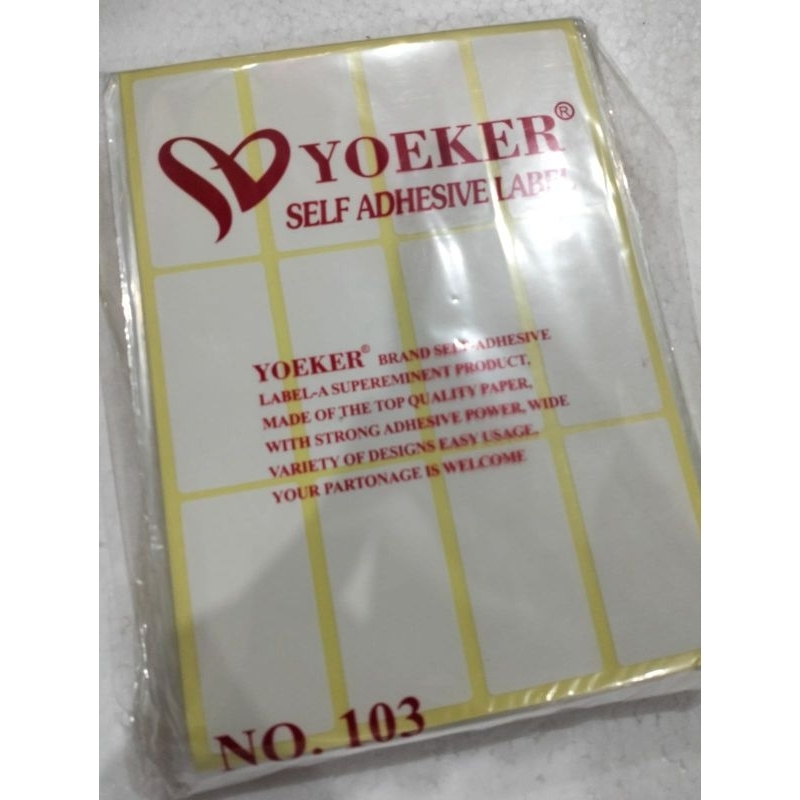 YOEKER®
SELF ADHESIVE LABEL
YOEKER® BRAND SELF-ADHESIVE
LABEL-A SUPEREMINENT PRODUCT,
MADE OF THE TOP QUALITY PAPER,
WITH STRONG ADHESIVE POWER, WIDE
VARIETY OF DESIGNS EASY USAGE.
YOUR PARTONAGE IS WELCOME
NO. 103